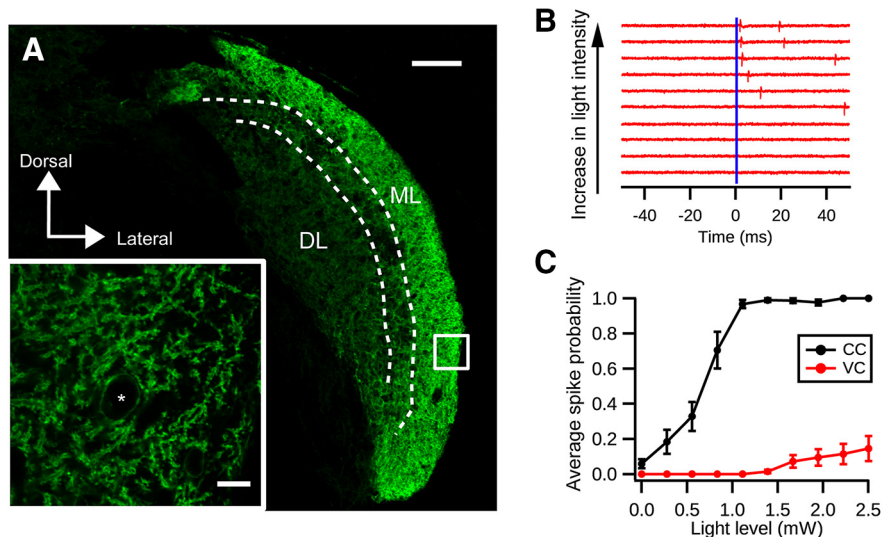 A
Dorsal
Lateral
ML
DL
*
B
Increase in light intensity
-40 -20 0 20 40
Time (ms)
C
Average spike probability
1.0
0.8
0.6
0.4
0.2
0.0
CC
VC
0.0 0.5 1.0 1.5 2.0 2.5
Light level (mW)